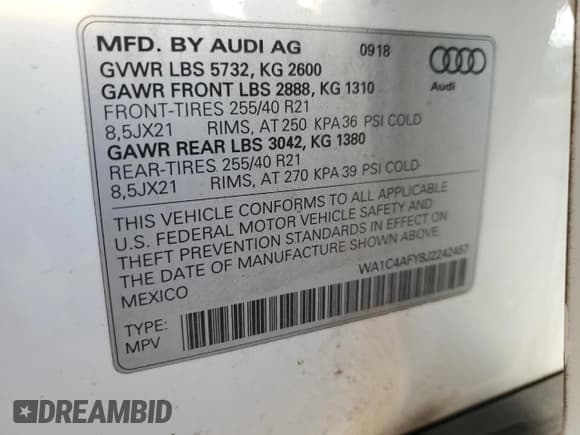 MFD. BY AUDI AG 0918
GVWR LBS 5732, KG 2600
GAWR FRONT LBS 2888, KG 1310
FRONT-TIRES 255/40 R21
8,5JX21 RIMS, AT 250 KPA 36 PSI COLD
GAWR REAR LBS 3042, KG 1380
REAR-TIRES 255/40 R21
8,5JX21 RIMS, AT 270 KPA 39 PSI COLD
Audi
THIS VEHICLE CONFORMS TO ALL APPLICABLE
U.S. FEDERAL MOTOR VEHICLE SAFETY AND
THEFT PREVENTION STANDARDS IN EFFECT ON
THE DATE OF MANUFACTURE SHOWN ABOVE.
MEXICO
WA1C4AFY8J2242457
TYPE:
MPV
DREAMBID